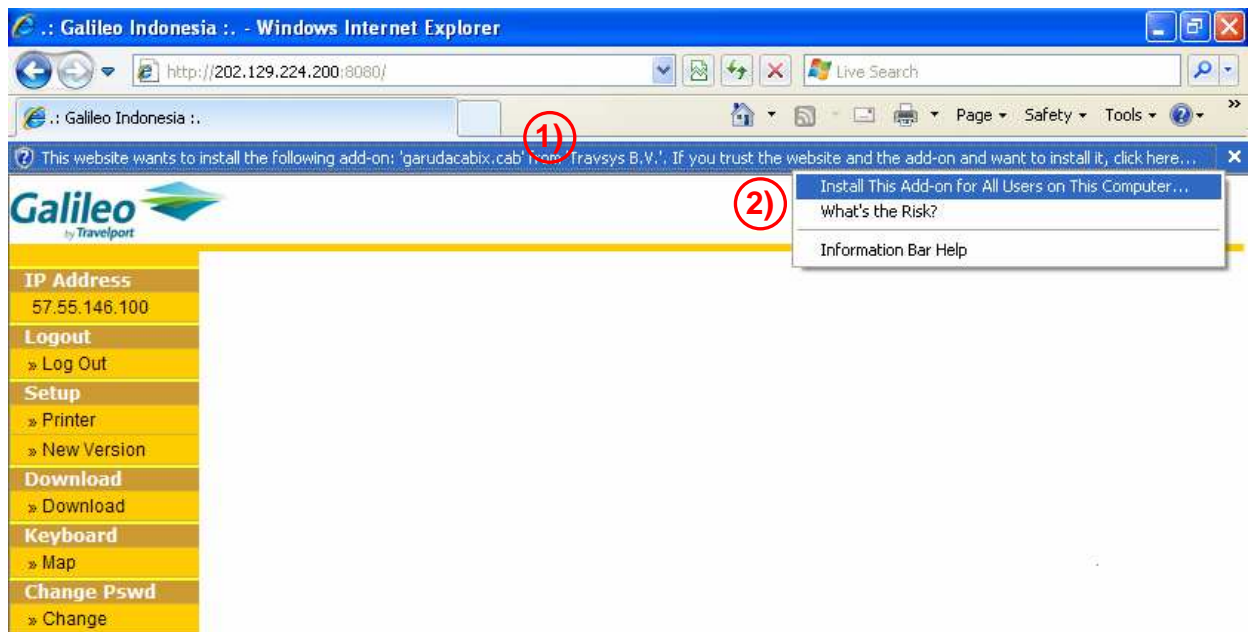 .: Galileo Indonesia :. - Windows Internet Explorer
http://202.129.224.200:8080/
Live Search
.: Galileo Indonesia :.
Page
Safety
Tools
»
1)
This website wants to install the following add-on: 'garudacabix.cab' from 'Travsys B.V.'. If you trust the website and the add-on and want to install it, click here...
2)
Install This Add-on for All Users on This Computer...
What's the Risk?
Information Bar Help
Galileo
by Travelport
IP Address
57.55.146.100
Logout
» Log Out
Setup
» Printer
» New Version
Download
» Download
Keyboard
» Map
Change Pswd
» Change